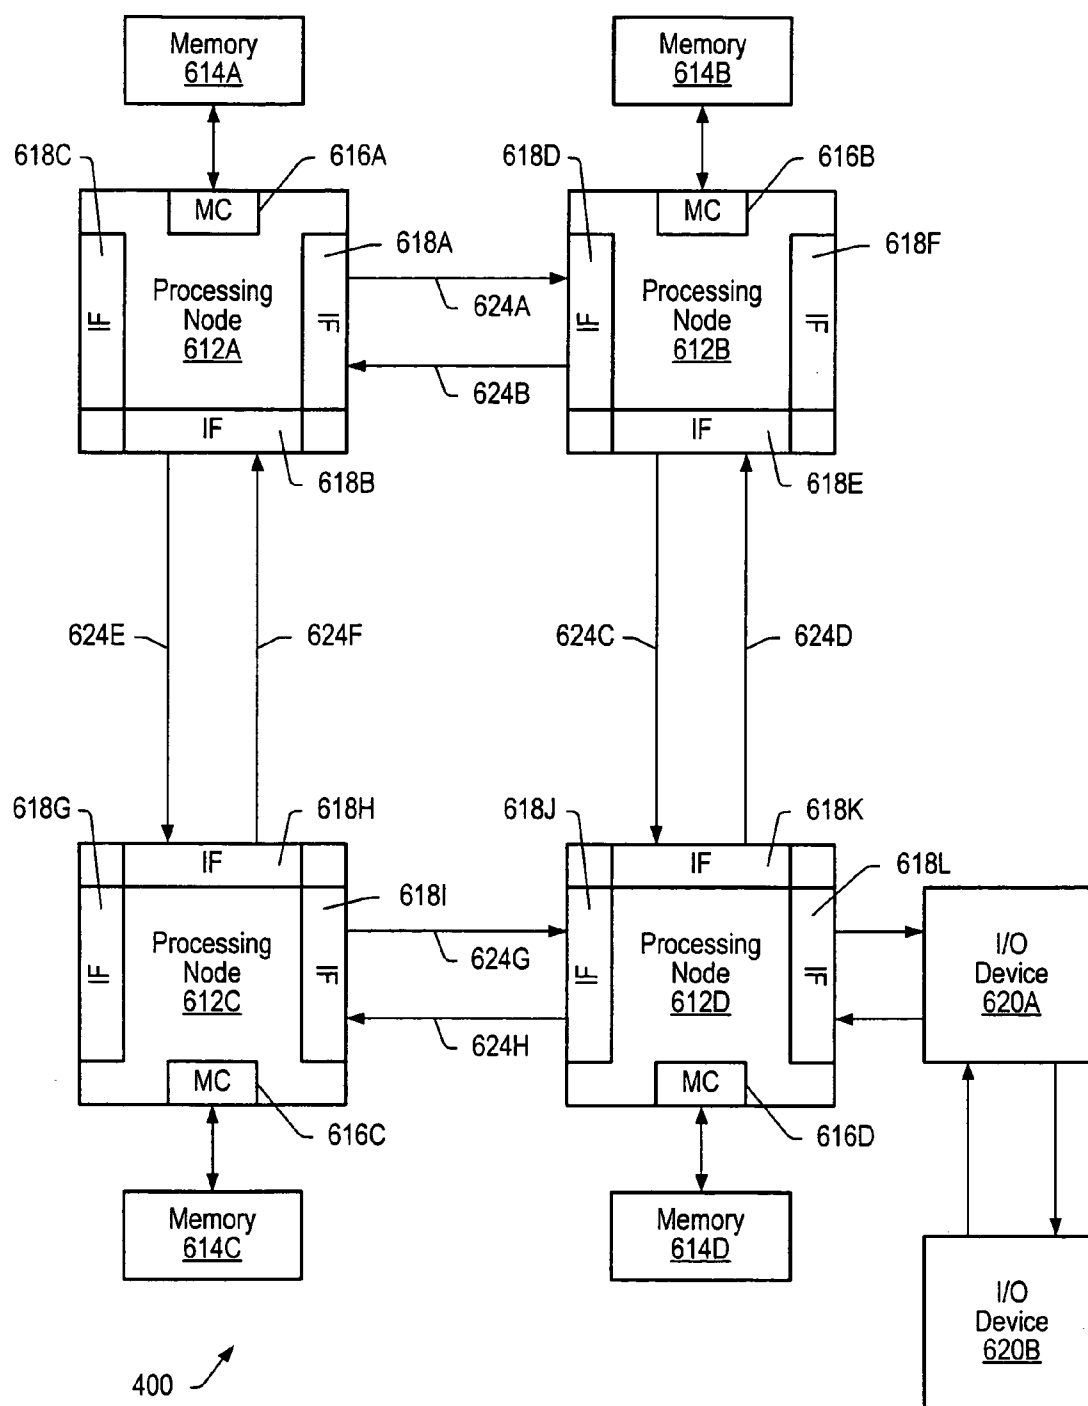 Memory
614A
Memory
614B
618C
616A
618D
616B
MC
MC
618A
618F
IF
Processing
Node
612A
IF
624A
IF
Processing
Node
612B
IF
624B
IF
IF
618B
618E
624E
624F
624C
624D
618G
618H
618J
618K
IF
IF
618L
618I
IF
Processing
Node
612C
IF
624G
IF
Processing
Node
612D
IF
I/O
Device
620A
624H
MC
MC
616C
616D
Memory
614C
Memory
614D
I/O
Device
620B
400